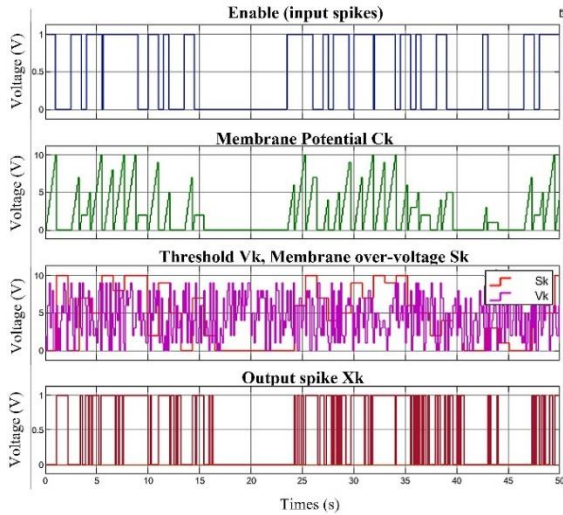 Enable (input spikes)
Voltage (V)
1
0.5
0
Membrane Potential Ck
Voltage (V)
10
5
0
Threshold Vk, Membrane over-voltage Sk
Voltage (V)
10
5
0
Sk
Vk
Output spike Xk
Voltage (V)
1
0.5
0
0 5 10 15 20 25 30 35 40 45 50
Times (s)